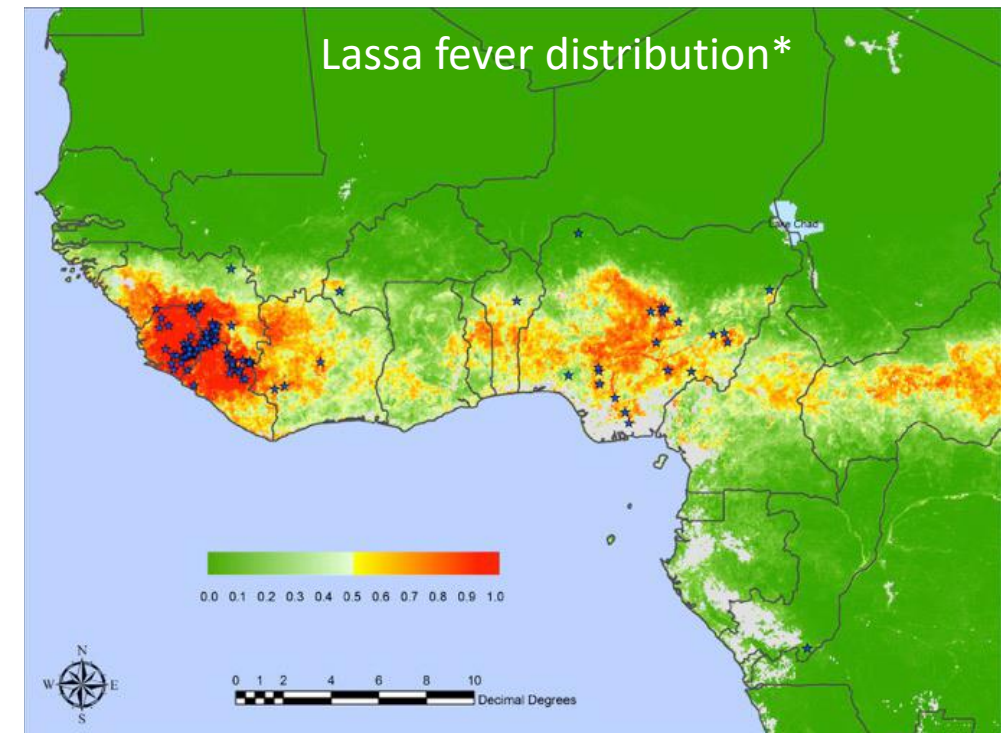 Lassa fever distribution*
Lake Chad
0.0 0.1 0.2 0.3 0.4 0.5 0.6 0.7 0.8 0.9 1.0
N
W E
S
0 1 2 4 6 8 10
Decimal Degrees